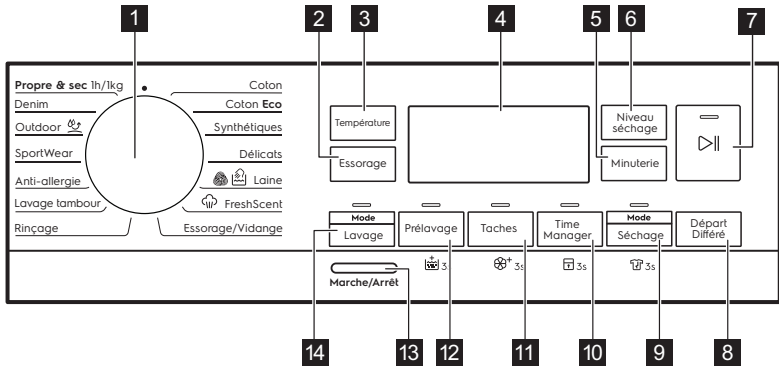 1
2
3
4
5
6
7
Propre & sec 1h/1kg
Denim
Outdoor
SportWear
Anti-allergie
Lavage tambour
Rinçage
Coton
Coton Eco
Synthétiques
Délicats
Laine
FreshScent
Essorage/Vidange
Température
Essorage
Niveau
séchage
Minuterie
Mode
Lavage
Prélavage
Taches
Time
Manager
Mode
Séchage
Départ
Différé
Marche/Arrêt
3s
3s
3s
3s
14
13
12
11
10
9
8